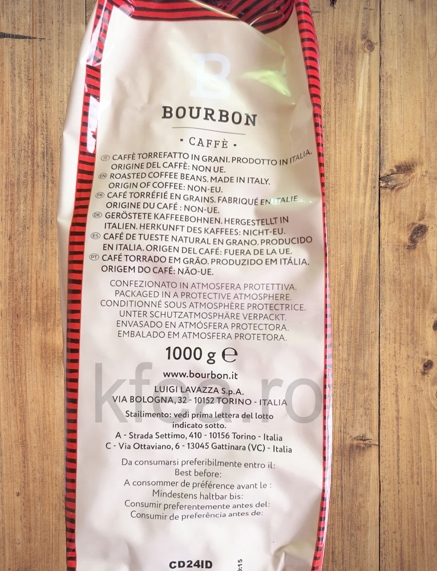 B
BOURBON
• CAFFÈ •
IT CAFFÈ TORREFATTO IN GRANI. PRODOTTO IN ITALIA.
ORIGINE DEL CAFFÈ: NON UE.
EN ROASTED COFFEE BEANS. MADE IN ITALY.
ORIGIN OF COFFEE: NON-EU.
FR CAFÉ TORRÉFIÉ EN GRAINS. FABRIQUÉ EN ITALIE
ORIGINE DU CAFÉ : NON-UE.
DE GERÖSTETE KAFFEEBOHNEN. HERGESTELLT IN
ITALIEN. HERKUNFT DES KAFFEES: NICHT-EU.
ES CAFÉ DE TUESTE NATURAL EN GRANO. PRODUCIDO
EN ITALIA. ORIGEN DEL CAFÉ: FUERA DE LA UE.
PT CAFÉ TORRADO EM GRÃO. PRODUZIDO EM ITÁLIA.
ORIGEM DO CAFÉ: NÃO-UE.
CONFEZIONATO IN ATMOSFERA PROTETTIVA.
PACKAGED IN A PROTECTIVE ATMOSPHERE.
CONDITIONNÉ SOUS ATMOSPHÈRE PROTECTRICE.
UNTER SCHUTZATMOSPHÄRE VERPACKT.
ENVASADO EN ATMÓSFERA PROTECTORA.
EMBALADO EM ATMOSFERA PROTETORA.
1000 g ℮
www.bourbon.it
kfea.ro
LUIGI LAVAZZA S.p.A.
VIA BOLOGNA, 32 - 10152 TORINO - ITALIA
Stailimento: vedi prima lettera del lotto
indicato sotto.
A - Strada Settimo, 410 - 10156 Torino - Italia
C - Via Ottaviano, 6 - 13045 Gattinara (VC) - Italia
Da consumarsi preferibilmente entro il:
Best before:
A consommer de préférence avant le :
Mindestens haltbar bis:
Consumir preferentemente antes del:
Consumir de preferência antes de:
CD24ID